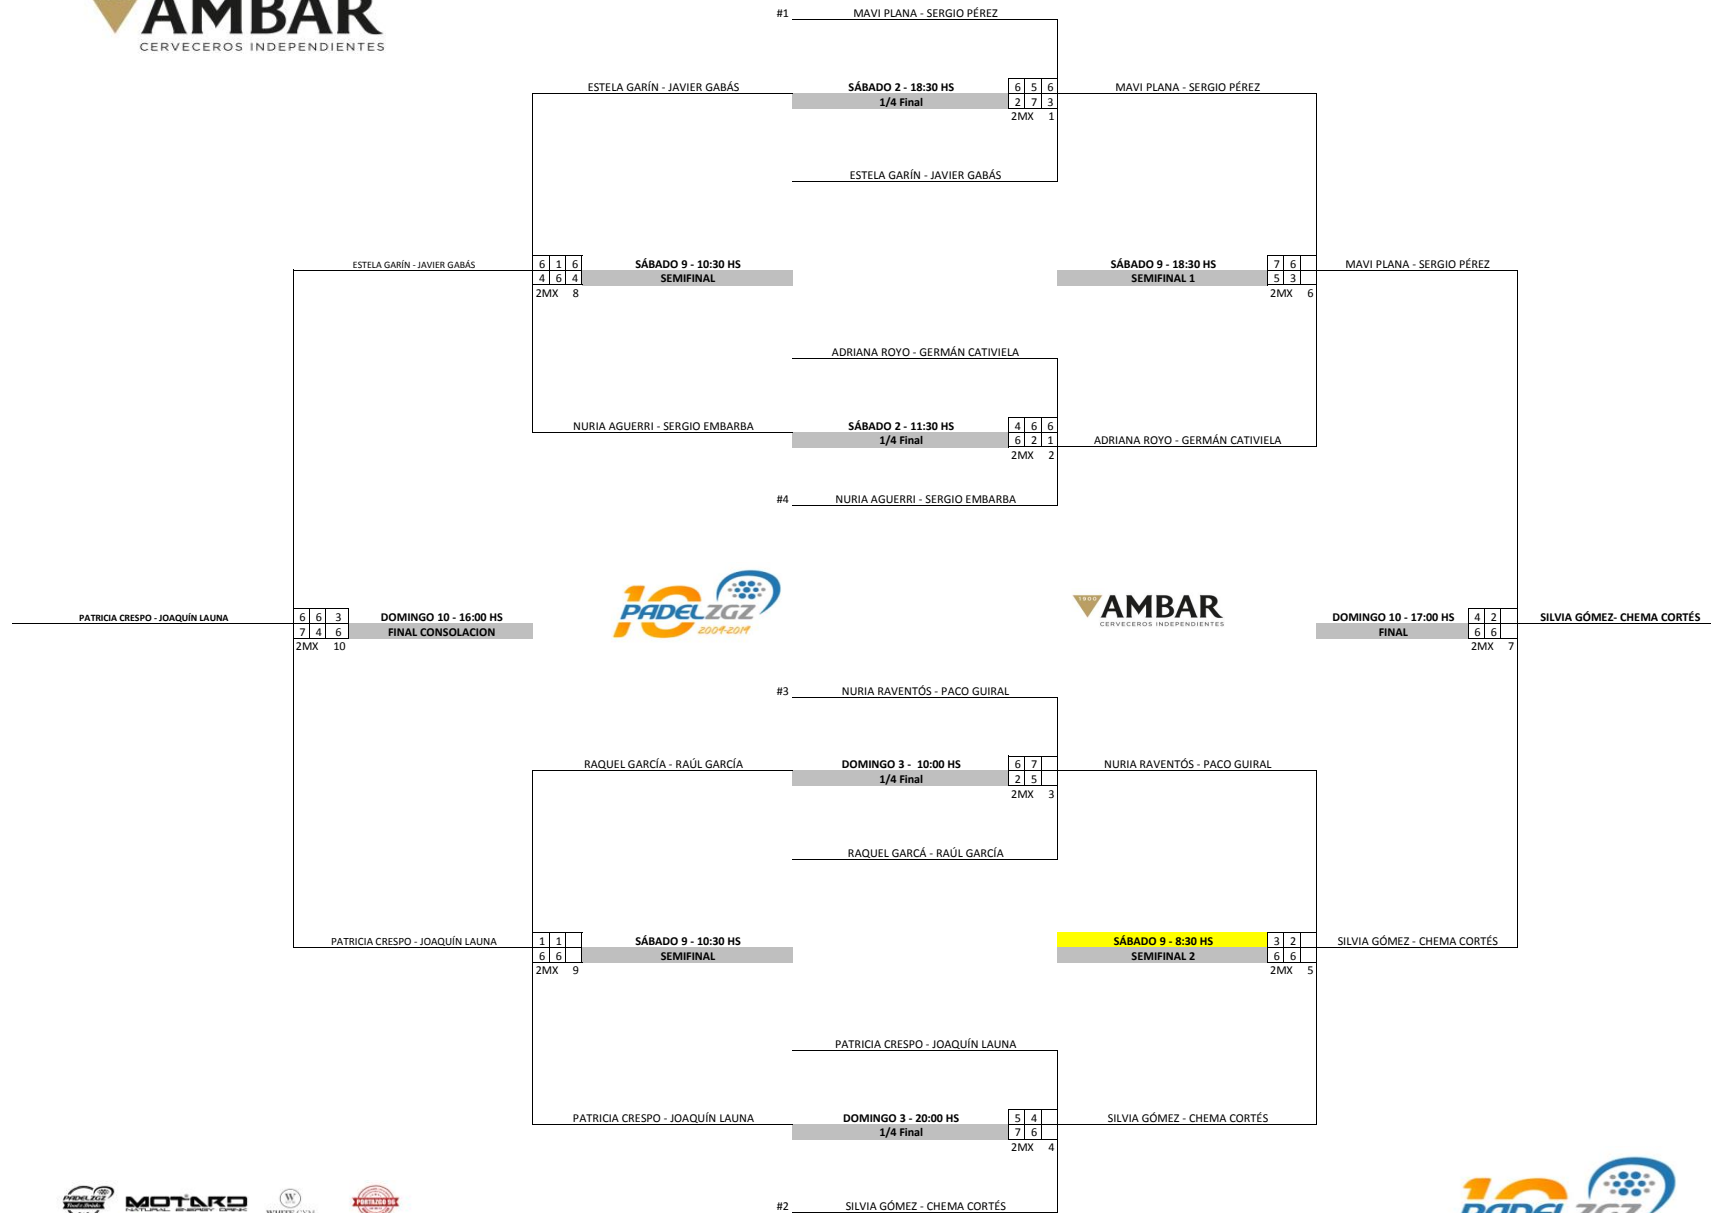 AMBAR
CERVECEROS INDEPENDIENTES
#1 MAVI PLANA - SERGIO PÉREZ
ESTELA GARÍN - JAVIER GABÁS SÁBADO 2 - 18:30 HS 6 5 6 MAVI PLANA - SERGIO PÉREZ
1/4 Final 2 7 3
2MX 1
ESTELA GARÍN - JAVIER GABÁS
ESTELA GARÍN - JAVIER GABÁS 6 1 6 SÁBADO 9 - 10:30 HS SÁBADO 9 - 18:30 HS 7 6 MAVI PLANA - SERGIO PÉREZ
4 6 4 SEMIFINAL SEMIFINAL 1 5 3
2MX 8 2MX 6
ADRIANA ROYO - GERMÁN CATIVIELA
NURIA AGUERRI - SERGIO EMBARBA SÁBADO 2 - 11:30 HS 4 6 6
1/4 Final 6 2 1 ADRIANA ROYO - GERMÁN CATIVIELA
2MX 2
#4 NURIA AGUERRI - SERGIO EMBARBA
10 PADELZGZ
2009-2019
1900 AMBAR
CERVECEROS INDEPENDIENTES
PATRICIA CRESPO - JOAQUÍN LAUNA 6 6 3 DOMINGO 10 - 16:00 HS DOMINGO 10 - 17:00 HS 4 2 SILVIA GÓMEZ- CHEMA CORTÉS
7 4 6 FINAL CONSOLACION FINAL 6 6
2MX 10 2MX 7
#3 NURIA RAVENTÓS - PACO GUIRAL
RAQUEL GARCÍA - RAÚL GARCÍA DOMINGO 3 - 10:00 HS 6 7 NURIA RAVENTÓS - PACO GUIRAL
1/4 Final 2 5
2MX 3
RAQUEL GARCÁ - RAÚL GARCÍA
PATRICIA CRESPO - JOAQUÍN LAUNA 1 1 SÁBADO 9 - 10:30 HS SÁBADO 9 - 8:30 HS 3 2 SILVIA GÓMEZ - CHEMA CORTÉS
6 6 SEMIFINAL SEMIFINAL 2 6 6
2MX 9 2MX 5
PATRICIA CRESPO - JOAQUÍN LAUNA
PATRICIA CRESPO - JOAQUÍN LAUNA DOMINGO 3 - 20:00 HS 5 4 SILVIA GÓMEZ - CHEMA CORTÉS
1/4 Final 7 6
2MX 4
#2 SILVIA GÓMEZ - CHEMA CORTÉS
PADELZGZ
MOTARD
NATURAL ENERGY DRINK
W
WHITE GYM
PORTAZGO 96
10 PADELZGZ